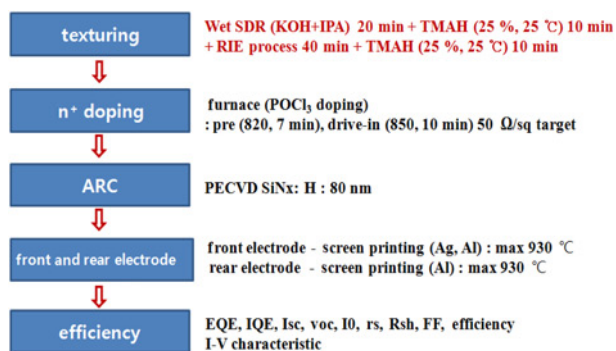 texturing
Wet SDR (KOH+IPA) 20 min + TMAH (25 %, 25 ℃) 10 min
+ RIE process 40 min + TMAH (25 %, 25 ℃) 10 min
n+ doping
furnace (POCl3 doping)
: pre (820, 7 min), drive-in (850, 10 min) 50 Ω/sq target
ARC
PECVD SiNx: H : 80 nm
front and rear electrode
front electrode - screen printing (Ag, Al) : max 930 ℃
rear electrode - screen printing (Al) : max 930 ℃
efficiency
EQE, IQE, Isc, voc, I0, rs, Rsh, FF, efficiency
I-V characteristic